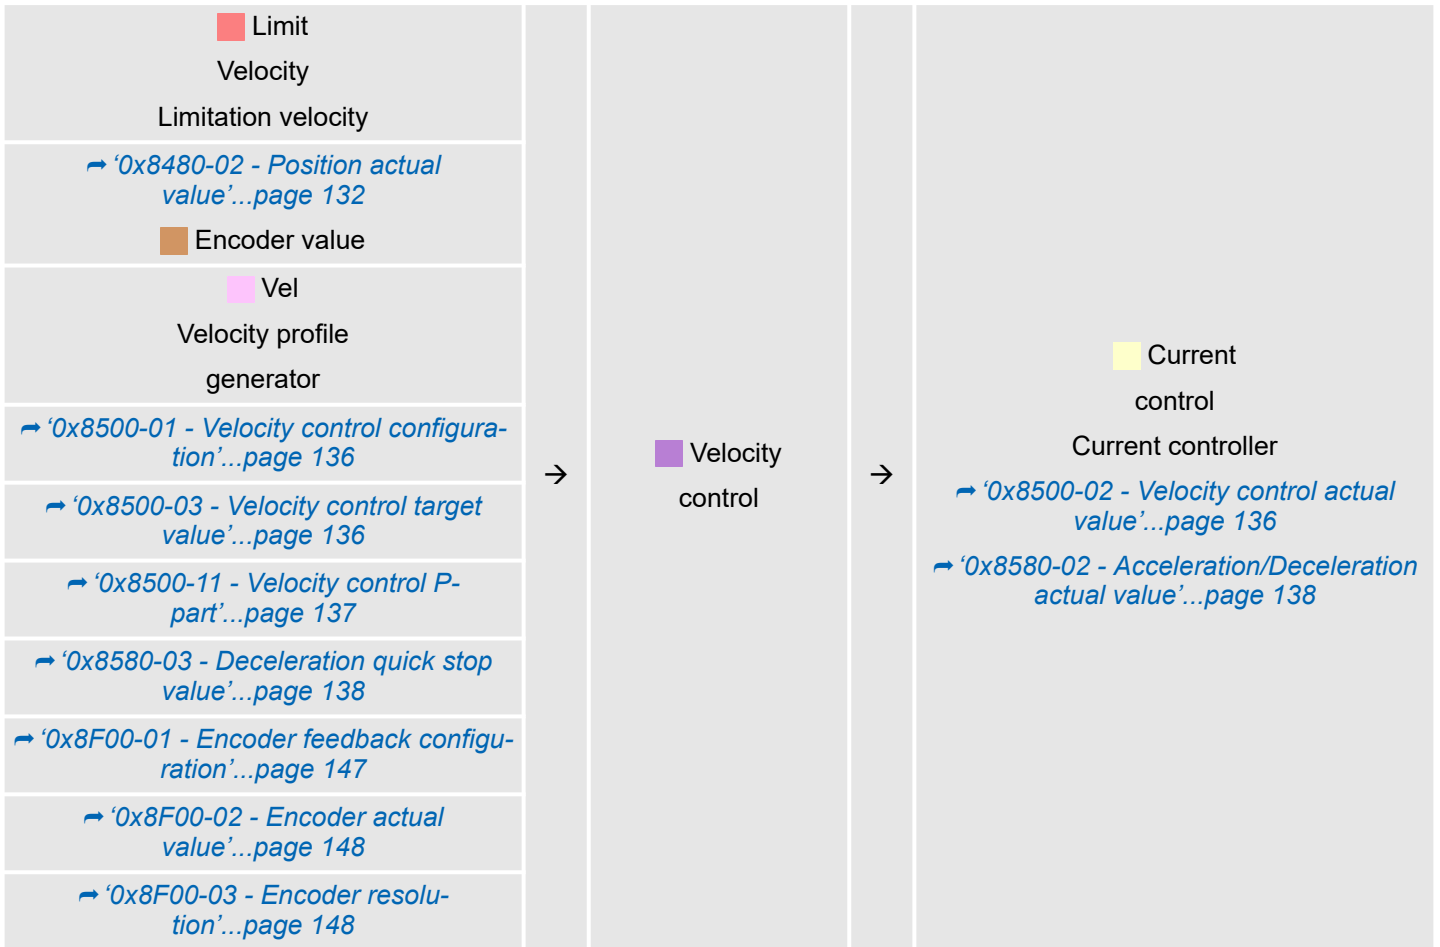 Limit
Velocity
Limitation velocity
➦ ‘0x8480-02 - Position actual
value’...page 132
Encoder value
Vel
Velocity profile
generator
➦ ‘0x8500-01 - Velocity control configura-
tion’...page 136
➦ ‘0x8500-03 - Velocity control target
value’...page 136
➦ ‘0x8500-11 - Velocity control P-
part’...page 137
➦ ‘0x8580-03 - Deceleration quick stop
value’...page 138
➦ ‘0x8F00-01 - Encoder feedback configu-
ration’...page 147
➦ ‘0x8F00-02 - Encoder actual
value’...page 148
➦ ‘0x8F00-03 - Encoder resolu-
tion’...page 148
→
Velocity
control
→
Current
control
Current controller
➦ ‘0x8500-02 - Velocity control actual
value’...page 136
➦ ‘0x8580-02 - Acceleration/Deceleration
actual value’...page 138